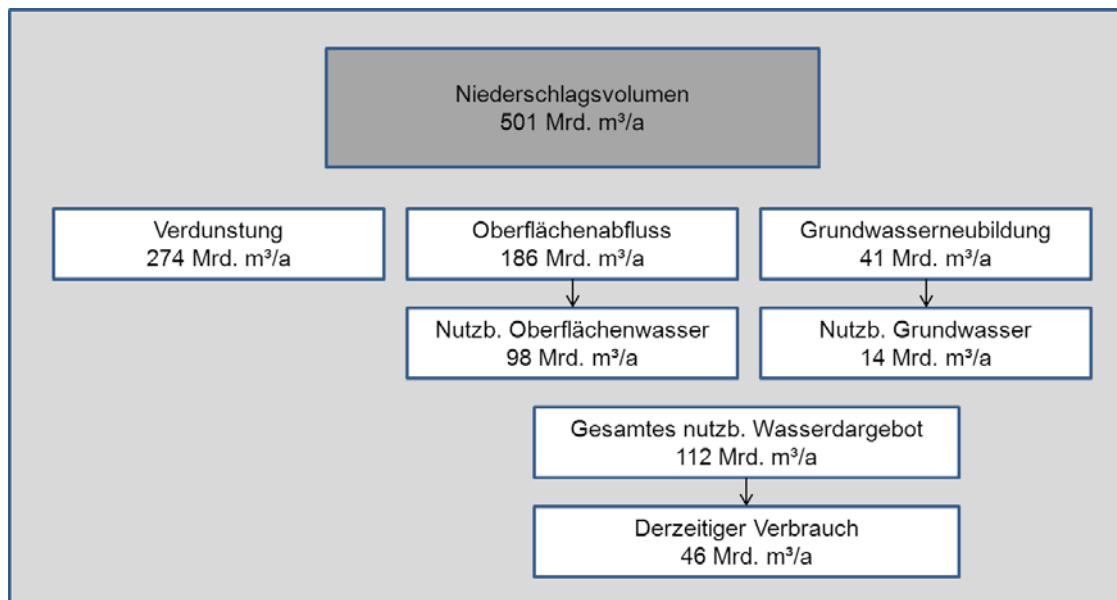 Niederschlagsvolumen
501 Mrd. m³/a
Verdunstung
274 Mrd. m³/a
Oberflächenabfluss
186 Mrd. m³/a
Grundwasserneubildung
41 Mrd. m³/a
Nutzb. Oberflächenwasser
98 Mrd. m³/a
Nutzb. Grundwasser
14 Mrd. m³/a
Gesamtes nutzb. Wasserdargebot
112 Mrd. m³/a
Derzeitiger Verbrauch
46 Mrd. m³/a